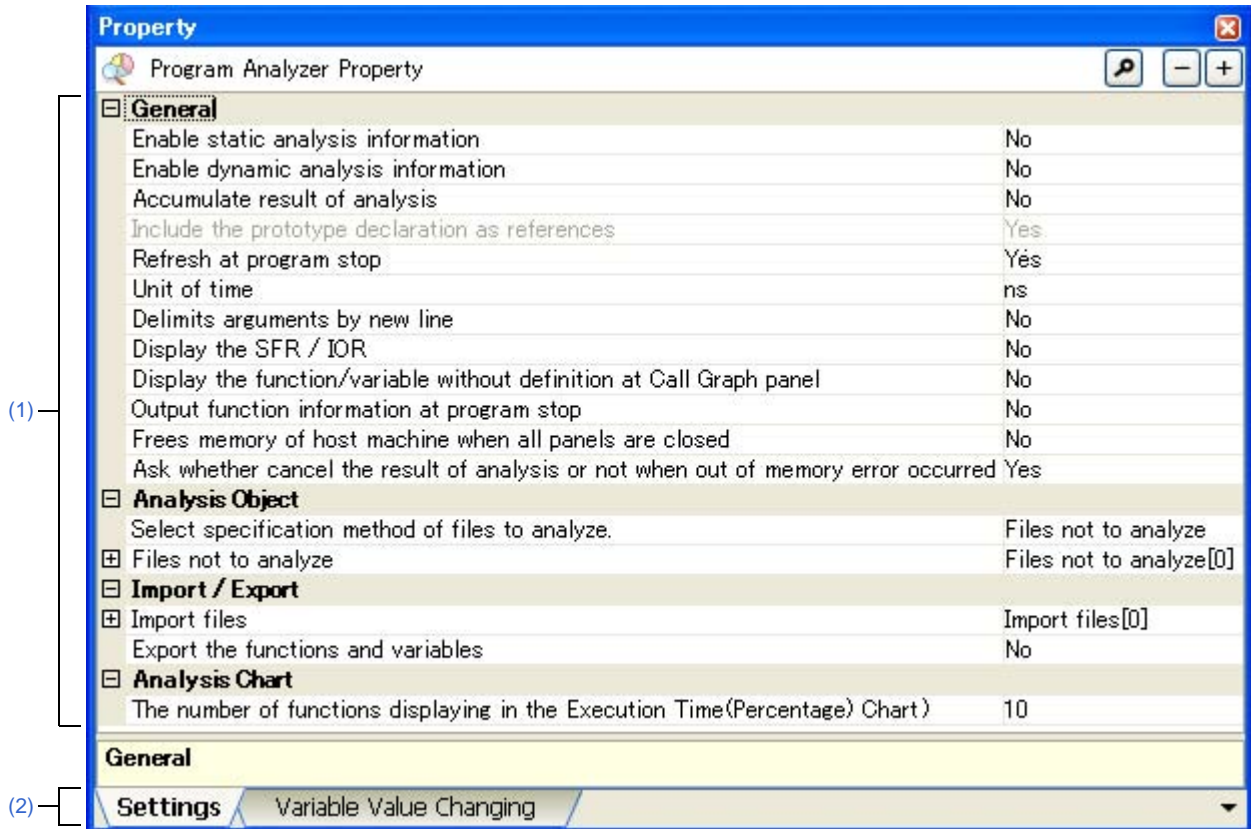 Property
Program Analyzer Property
General
Enable static analysis information No
Enable dynamic analysis information No
Accumulate result of analysis No
Include the prototype declaration as references Yes
Refresh at program stop Yes
Unit of time ns
Delimits arguments by new line No
Display the SFR / IOR No
Display the function/variable without definition at Call Graph panel No
(1)
Output function information at program stop No
Frees memory of host machine when all panels are closed No
Ask whether cancel the result of analysis or not when out of memory error occurred Yes
Analysis Object
Select specification method of files to analyze. Files not to analyze
Files not to analyze Files not to analyze[0]
Import / Export
Import files Import files[0]
Export the functions and variables No
Analysis Chart
The number of functions displaying in the Execution Time(Percentage) Chart) 10
General
(2) Settings Variable Value Changing